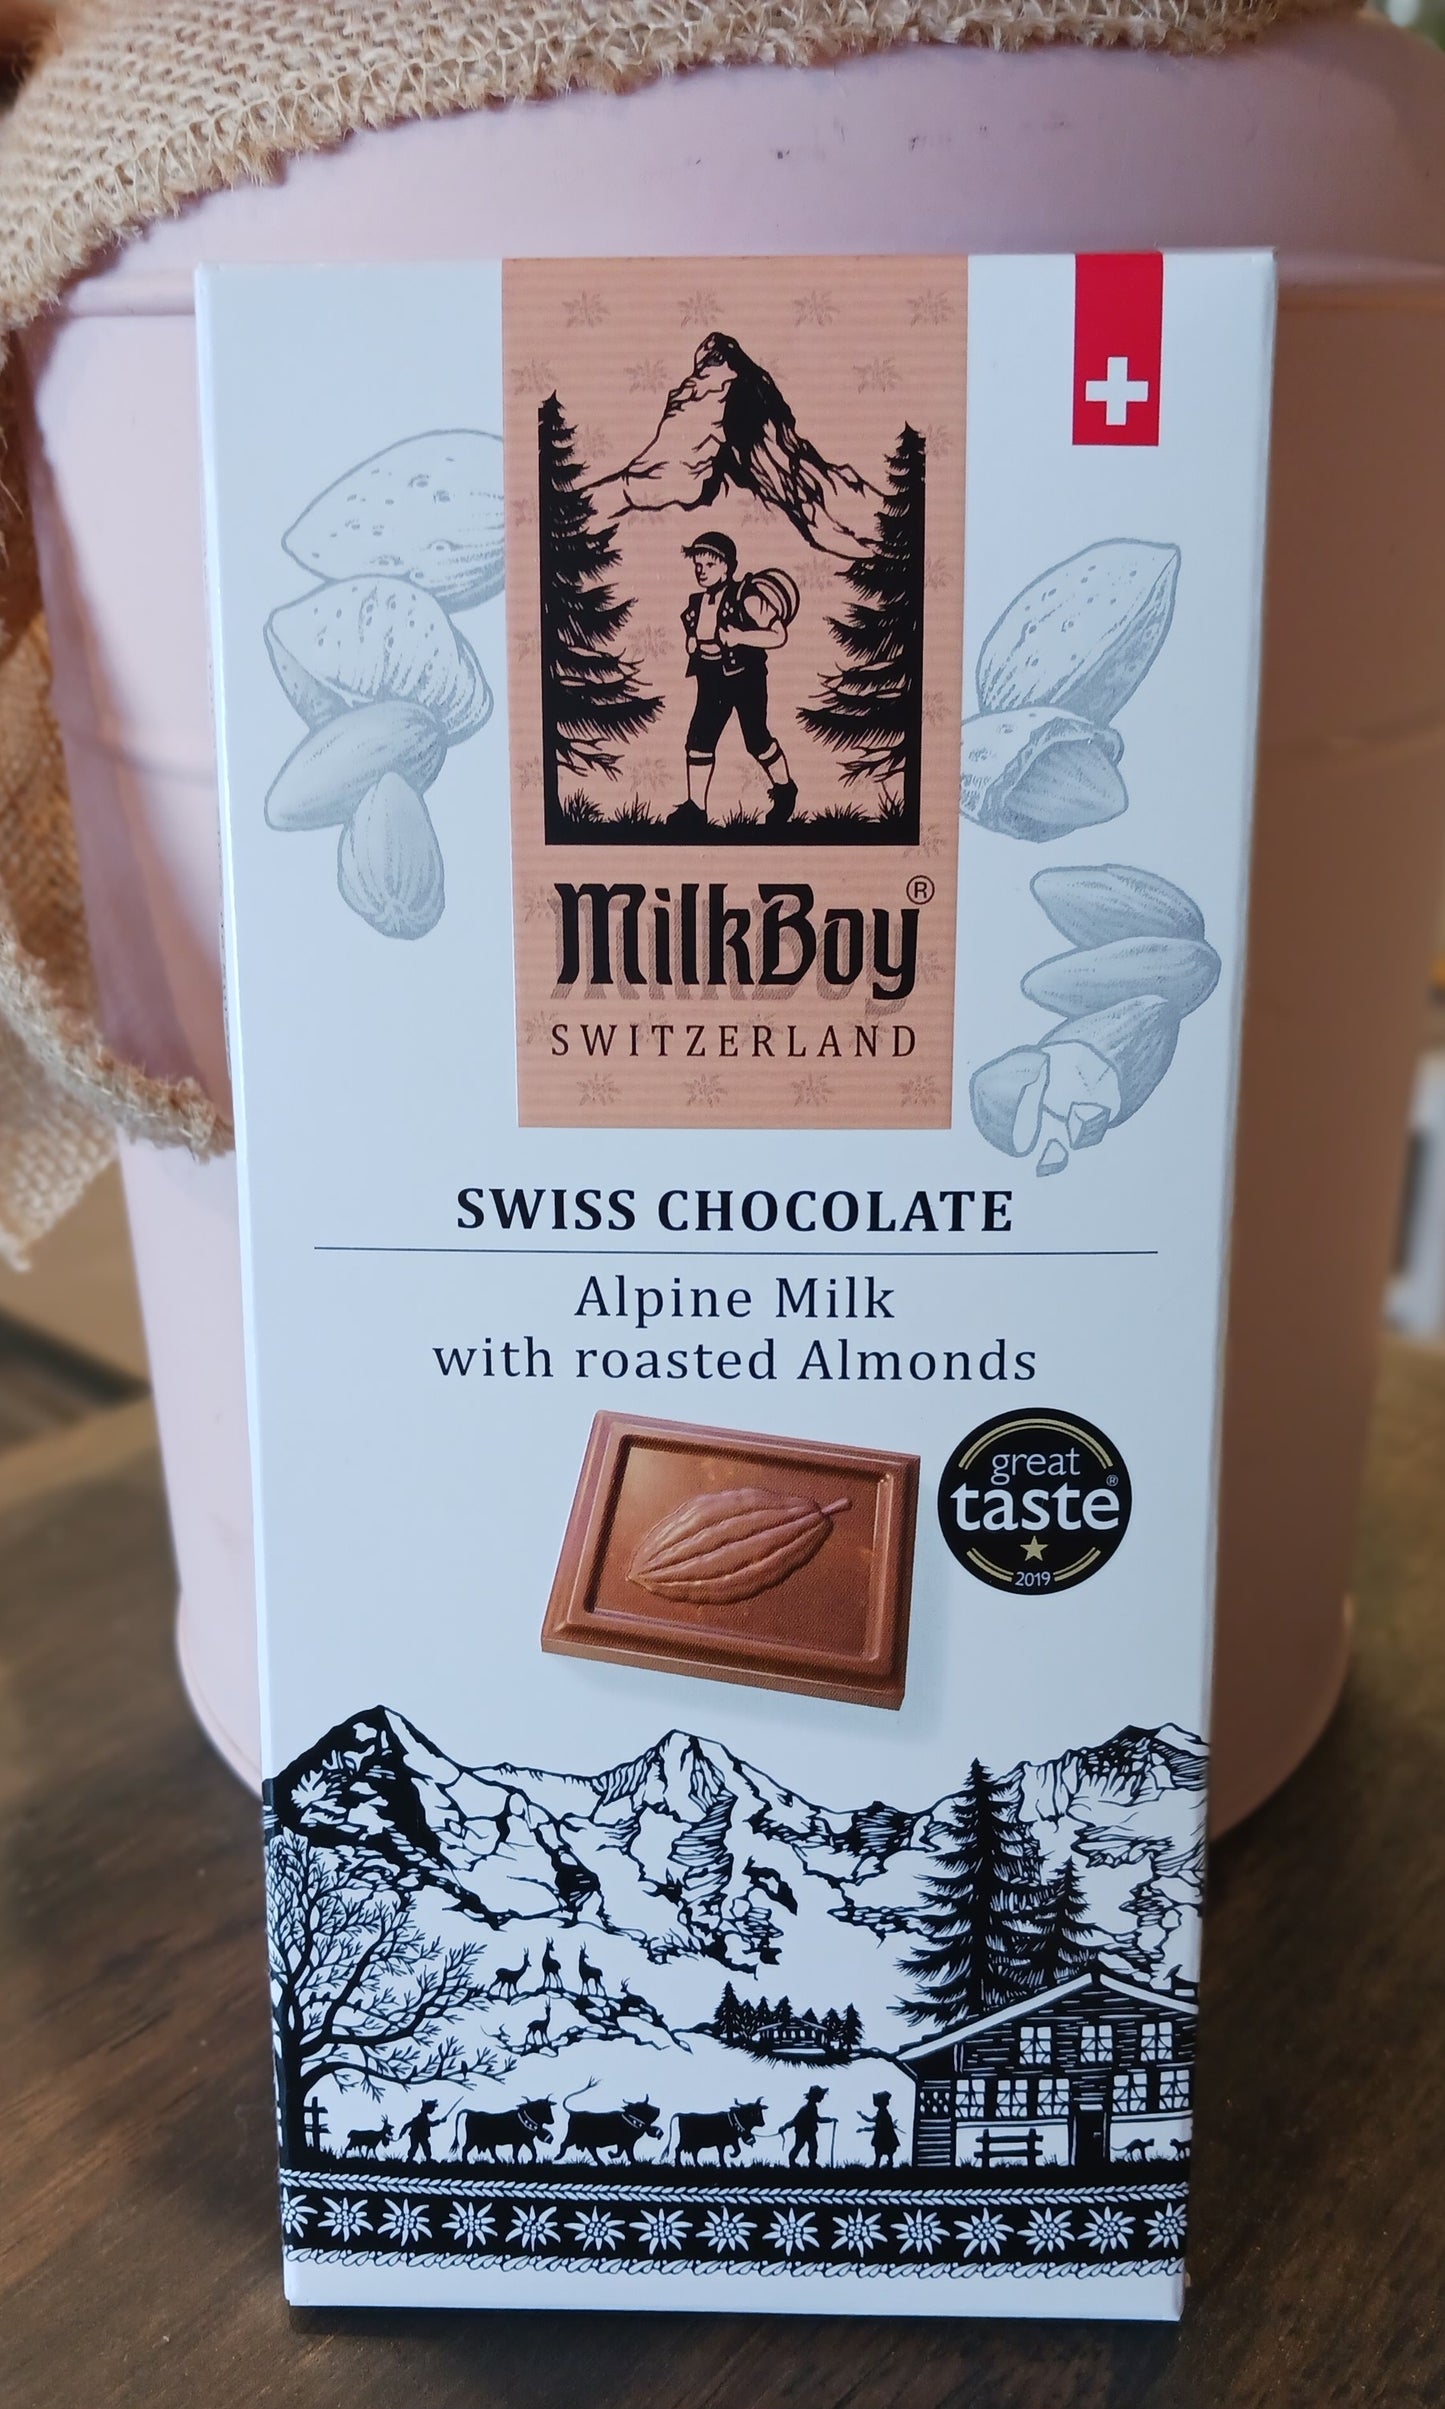 MilkBoy®
SWITZERLAND
SWISS CHOCOLATE
Alpine Milk
with roasted Almonds
great
taste®
2019